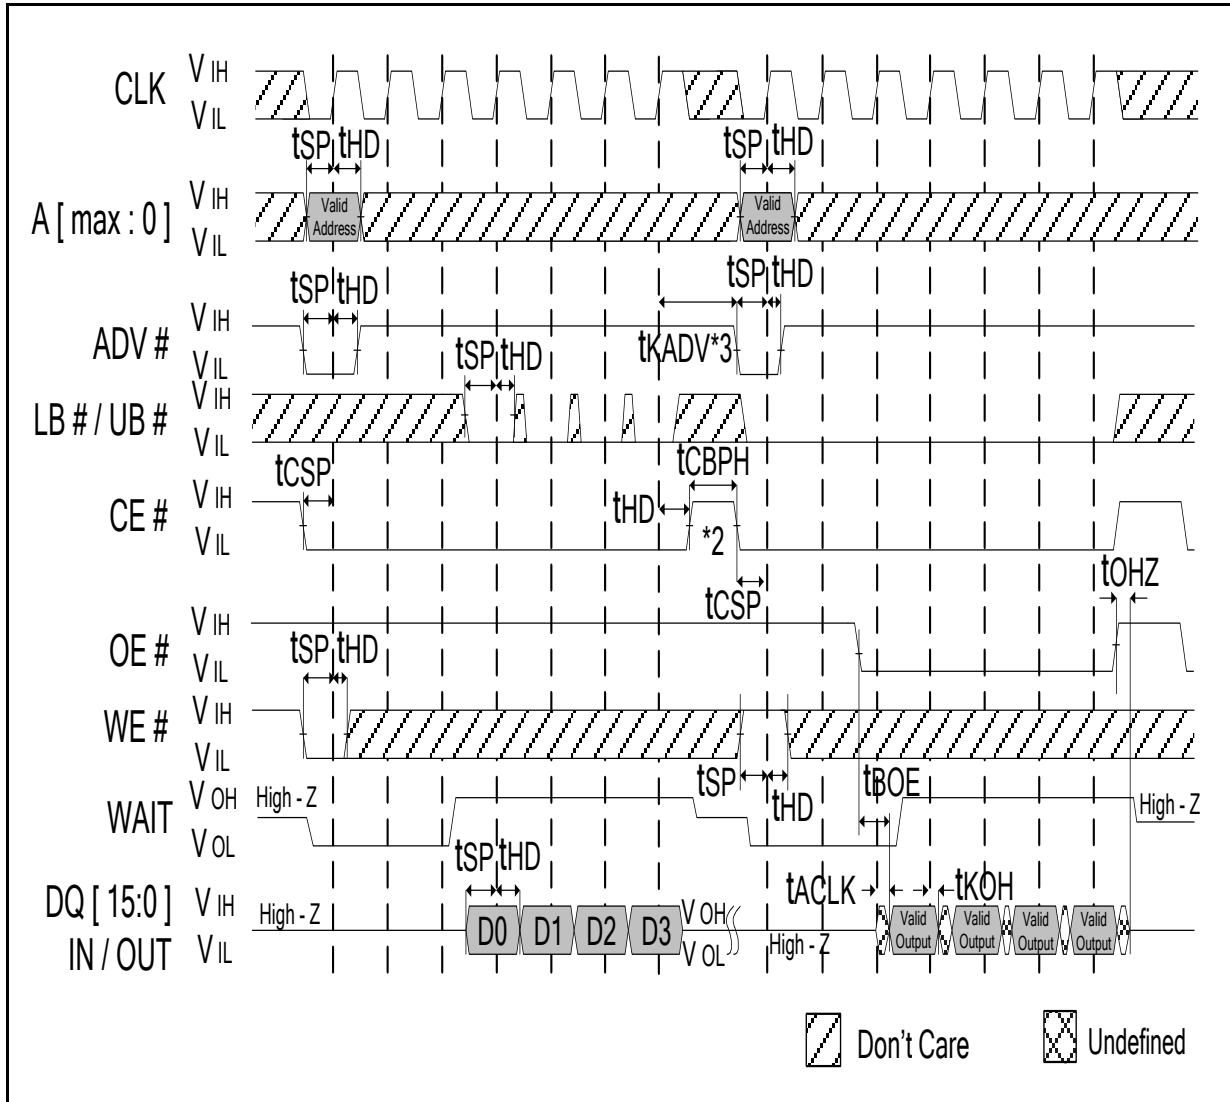 CLK
V IH
V IL
tSP tHD
tSP tHD
A [ max : 0 ]
V IH
V IL
Valid
Address
Valid
Address
tSP tHD
tSP tHD
ADV #
V IH
V IL
tKADV*3
tSP tHD
LB # / UB #
V IH
V IL
tCSP
tCBPH
CE #
V IH
V IL
tHD
*2
tCSP
tOHZ
OE #
V IH
V IL
tSP tHD
WE #
V IH
V IL
tSP
tHD
tBOE
WAIT
V OH
V OL
High - Z
High - Z
tSP tHD
tACLK
tKOH
DQ [ 15:0 ]
IN / OUT
V IH
V IL
High - Z
D0 D1 D2 D3
V OH
V OL
High - Z
Valid
Output
Valid
Output
Valid
Output
Valid
Output
Don't Care
Undefined